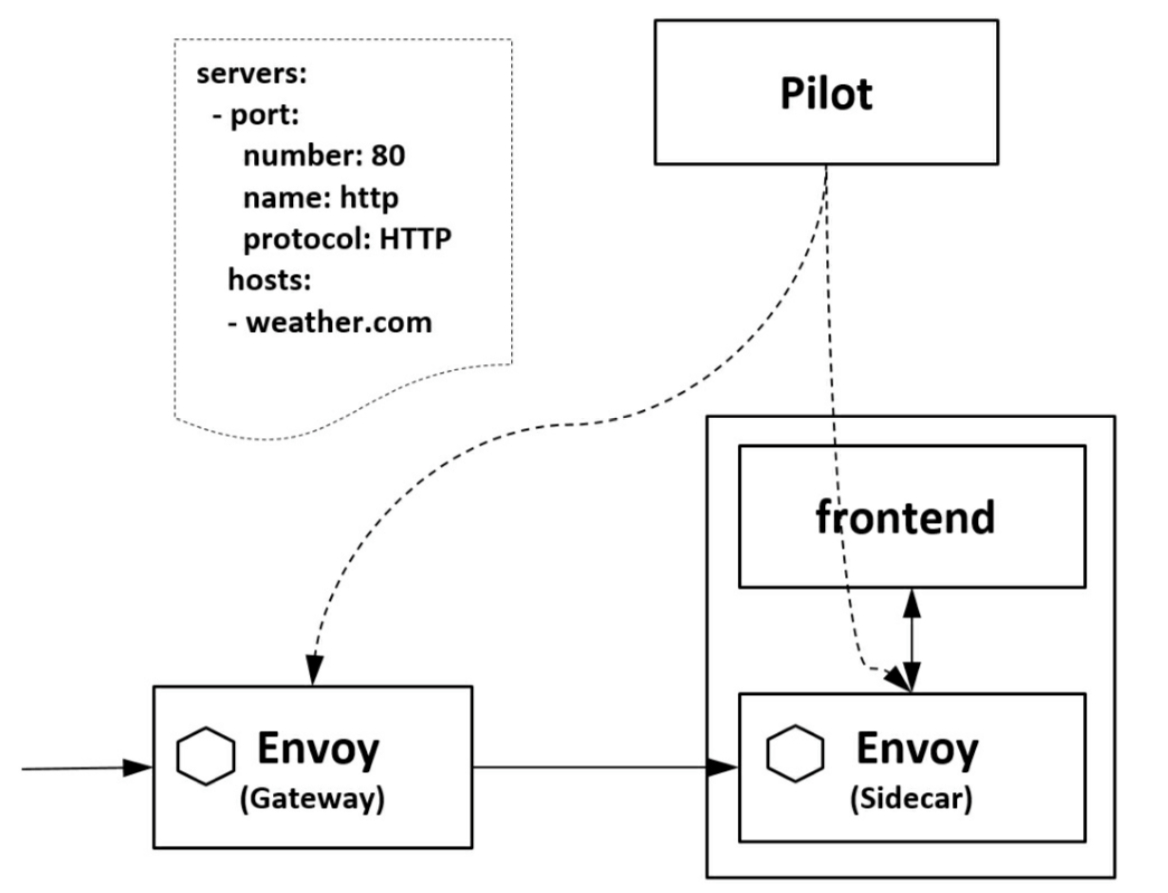 servers:
- port:
number: 80
name: http
protocol: HTTP
hosts:
- weather.com
Pilot
frontend
Envoy
(Gateway)
Envoy
(Sidecar)